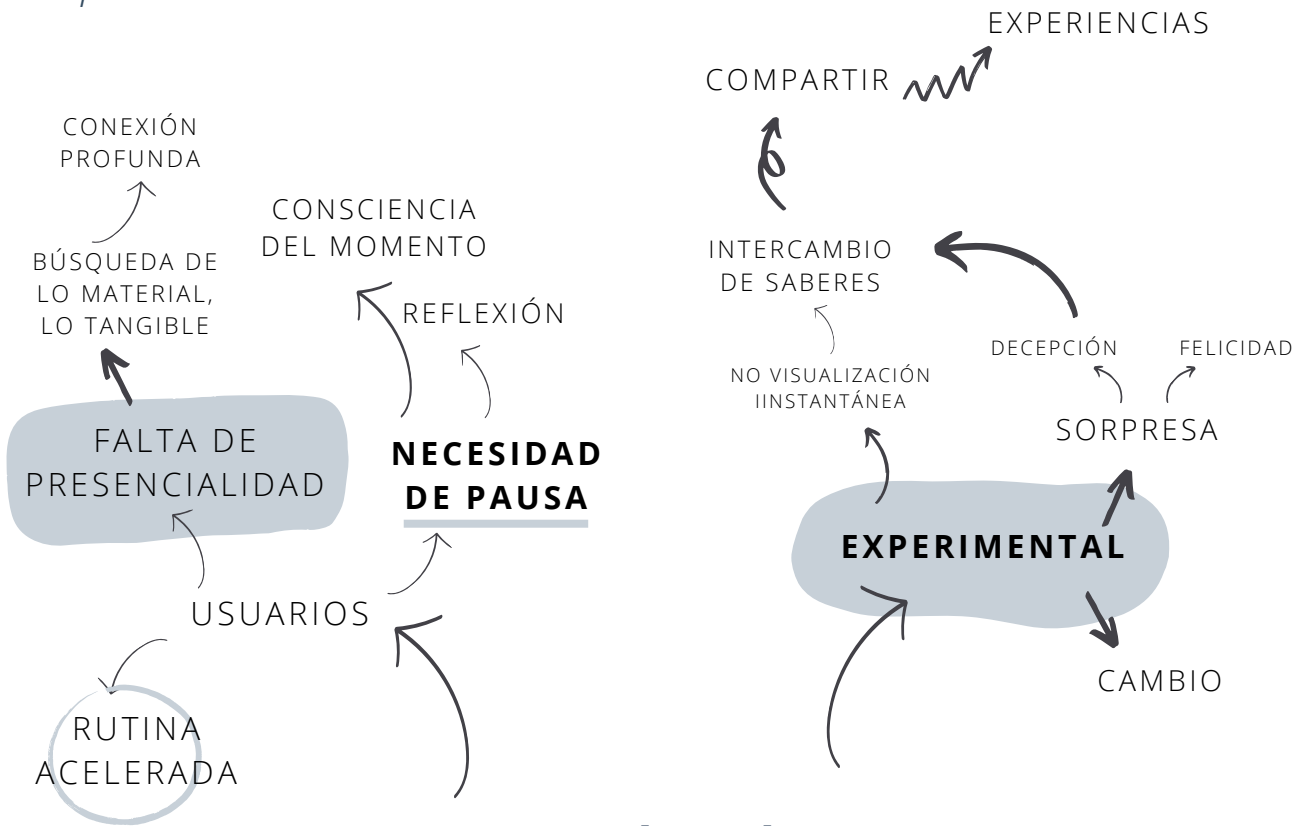 EXPERIENCIAS
COMPARTIR
CONEXIÓN
PROFUNDA
CONSCIENCIA
DEL MOMENTO
BÚSQUEDA DE
LO MATERIAL,
LO TANGIBLE
REFLEXIÓN
INTERCAMBIO
DE SABERES
DECEPCIÓN
FELICIDAD
NO VISUALIZACIÓN
IINSTANTÁNEA
SORPRESA
FALTA DE
PRESENCIALIDAD
NECESIDAD
DE PAUSA
EXPERIMENTAL
USUARIOS
CAMBIO
RUTINA
ACELERADA